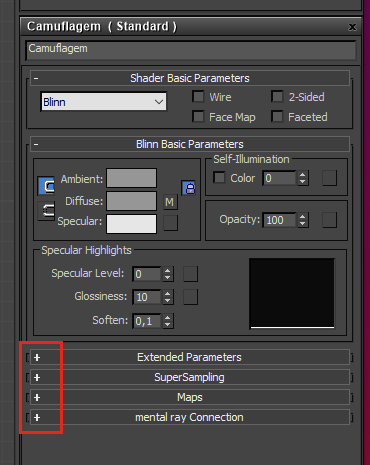 Camuflagem ( Standard ) x
Camuflagem
- Shader Basic Parameters
Blinn Wire 2-Sided
Face Map Faceted
- Blinn Basic Parameters
Self-Illumination
Ambient: Color 0
Diffuse: M
Specular: Opacity: 100
Specular Highlights
Specular Level: 0
Glossiness: 10
Soften: 0,1
+ Extended Parameters
+ SuperSampling
+ Maps
+ mental ray Connection